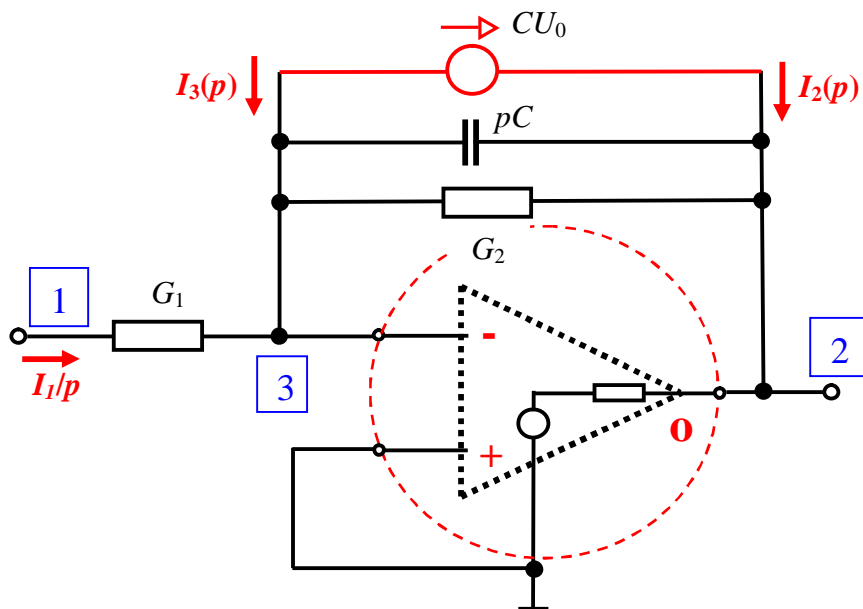 CU₀
I₃(p)
I₂(p)
pC
G₂
1
G₁
-
2
I₁/p
3
+
o